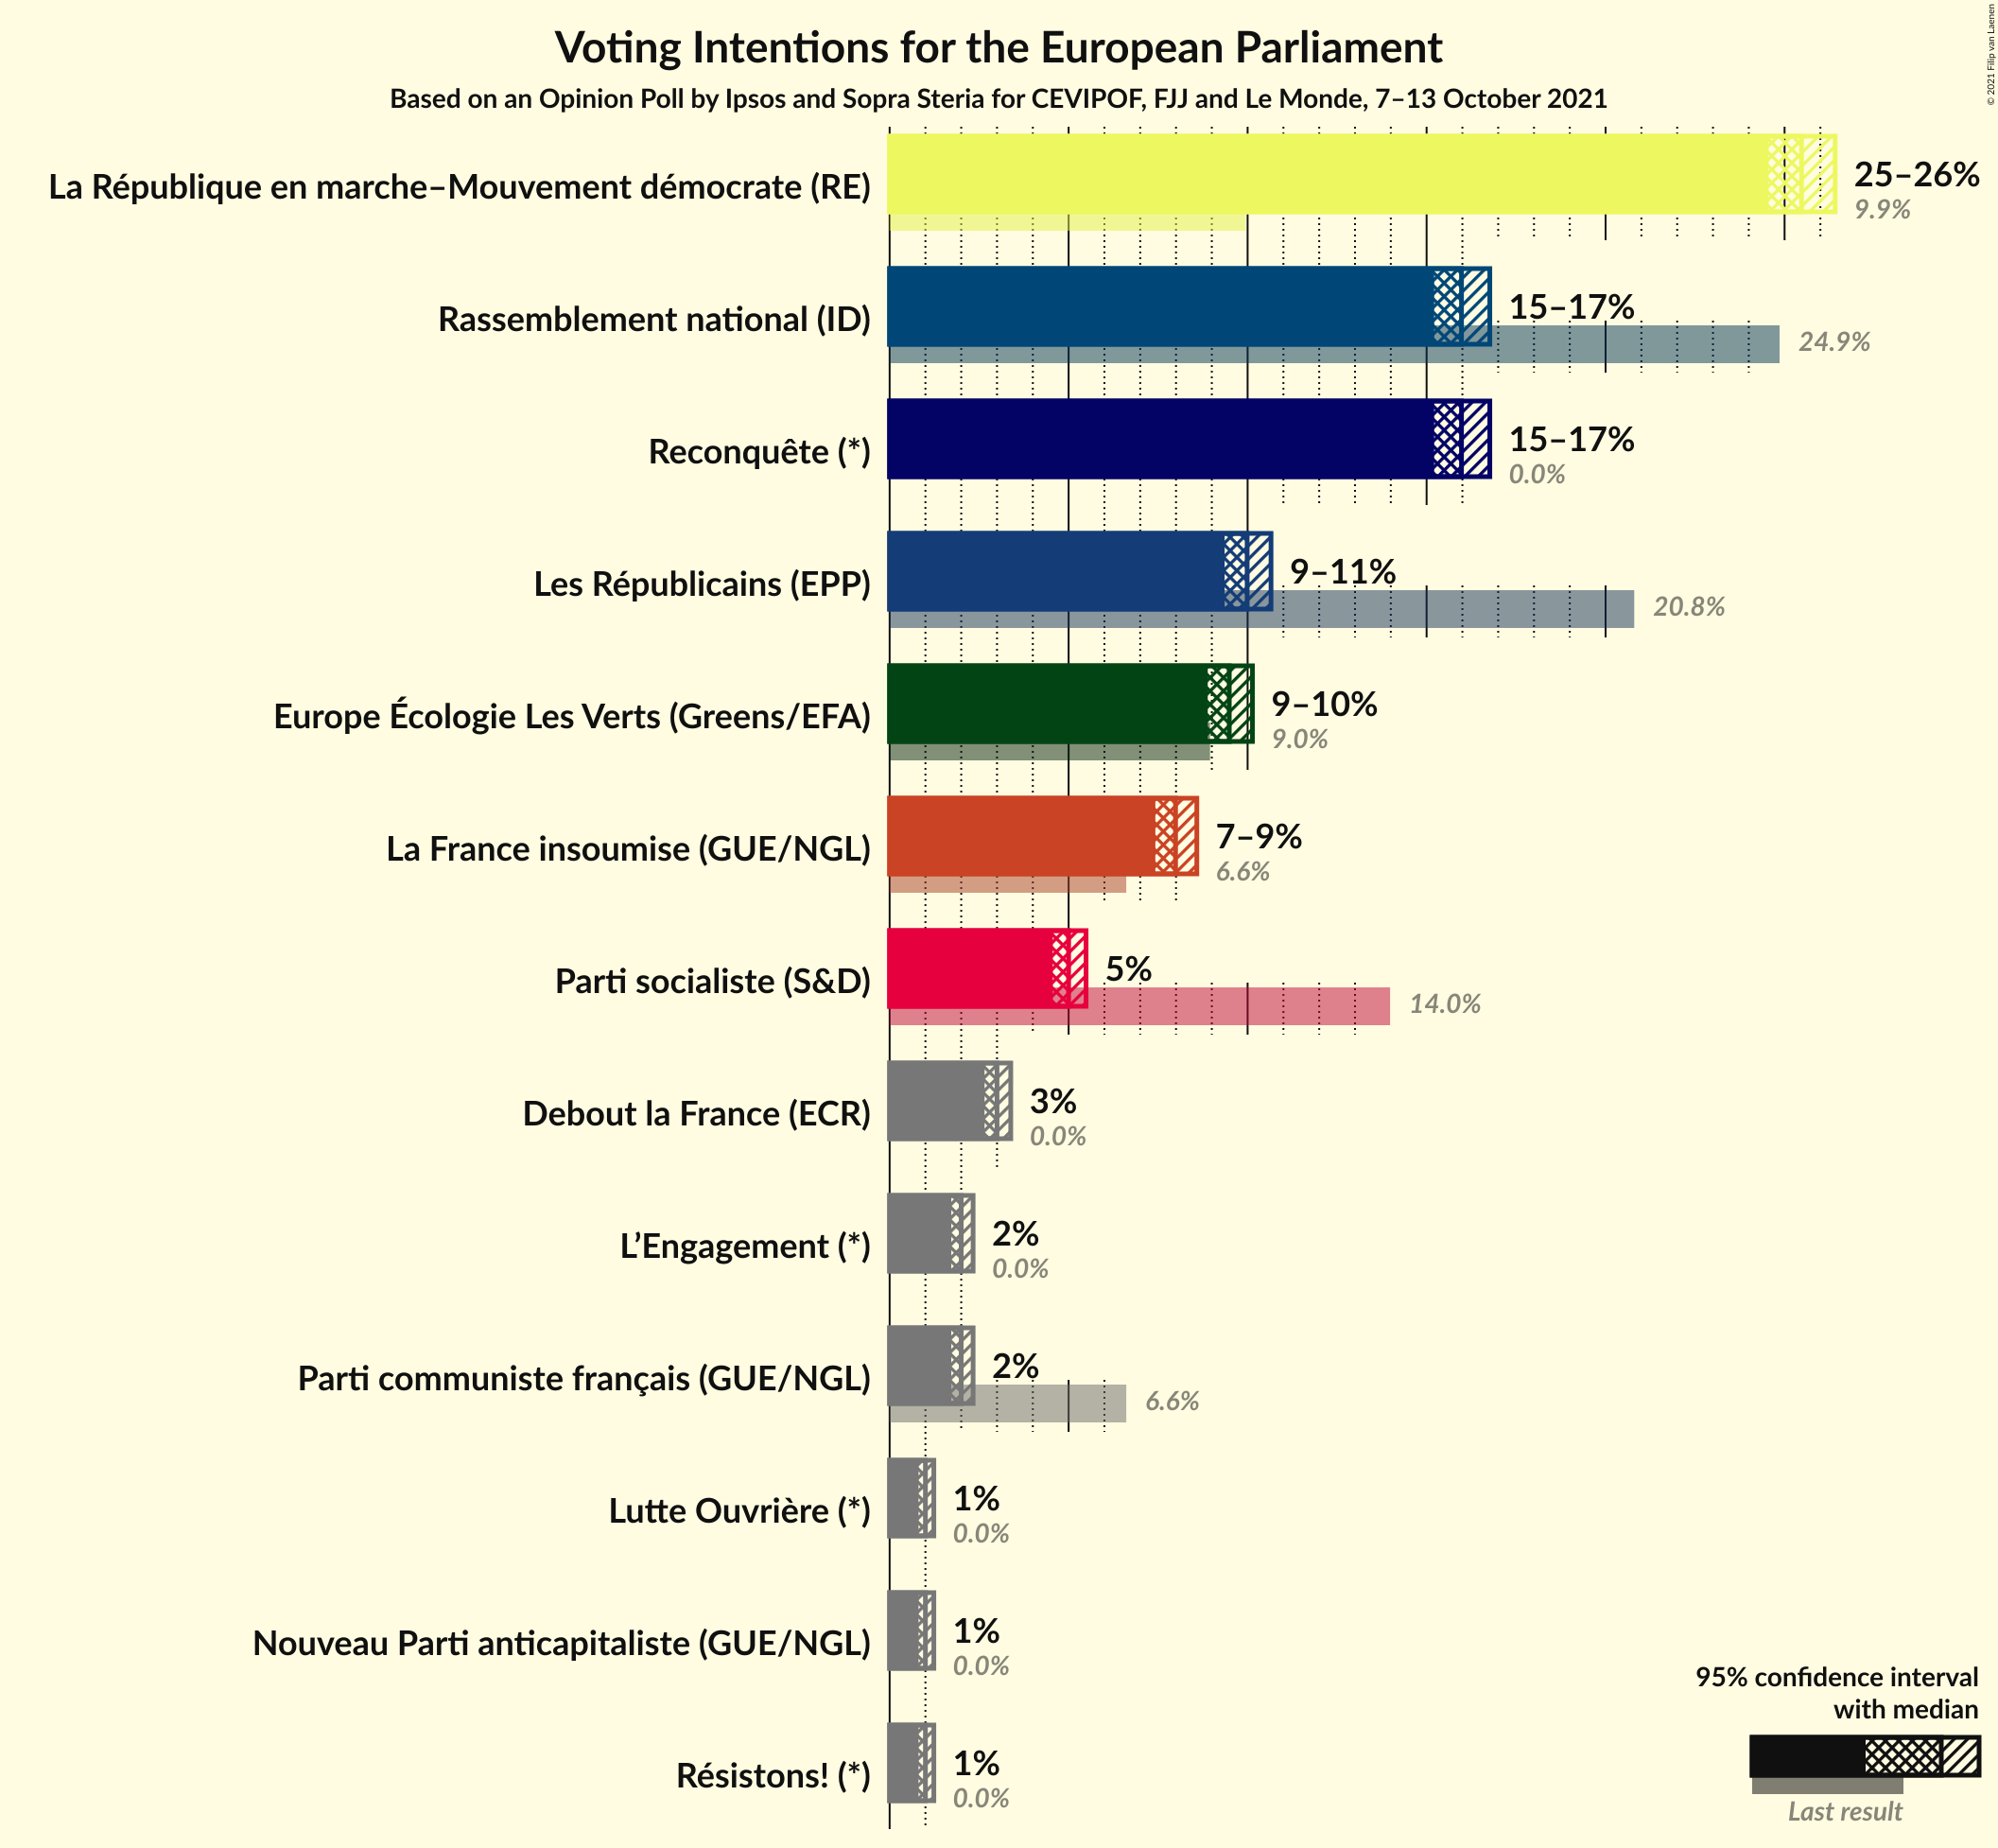 Voting Intentions for the European Parliament
Based on an Opinion Poll by Ipsos and Sopra Steria for CEVIPOF, FJJ and Le Monde, 7–13 October 2021
© 2021 Filip van Laenen
La République en marche–Mouvement démocrate (RE)
25–26%
9.9%
Rassemblement national (ID)
15–17%
24.9%
Reconquête (*)
15–17%
0.0%
Les Républicains (EPP)
9–11%
20.8%
Europe Écologie Les Verts (Greens/EFA)
9–10%
9.0%
La France insoumise (GUE/NGL)
7–9%
6.6%
Parti socialiste (S&D)
5%
14.0%
Debout la France (ECR)
3%
0.0%
L’Engagement (*)
2%
0.0%
Parti communiste français (GUE/NGL)
2%
6.6%
Lutte Ouvrière (*)
1%
0.0%
Nouveau Parti anticapitaliste (GUE/NGL)
1%
0.0%
Résistons! (*)
1%
0.0%
95% confidence interval
with median
Last result